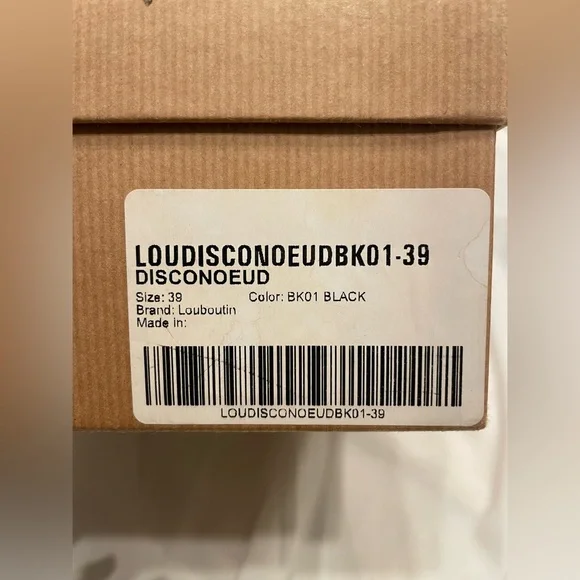 LOUDISCONOEUDBK01-39
DISCONOEUD
Size: 39 Color: BK01 BLACK
Brand: Louboutin
Made in:
LOUDISCONOEUDBK01-39